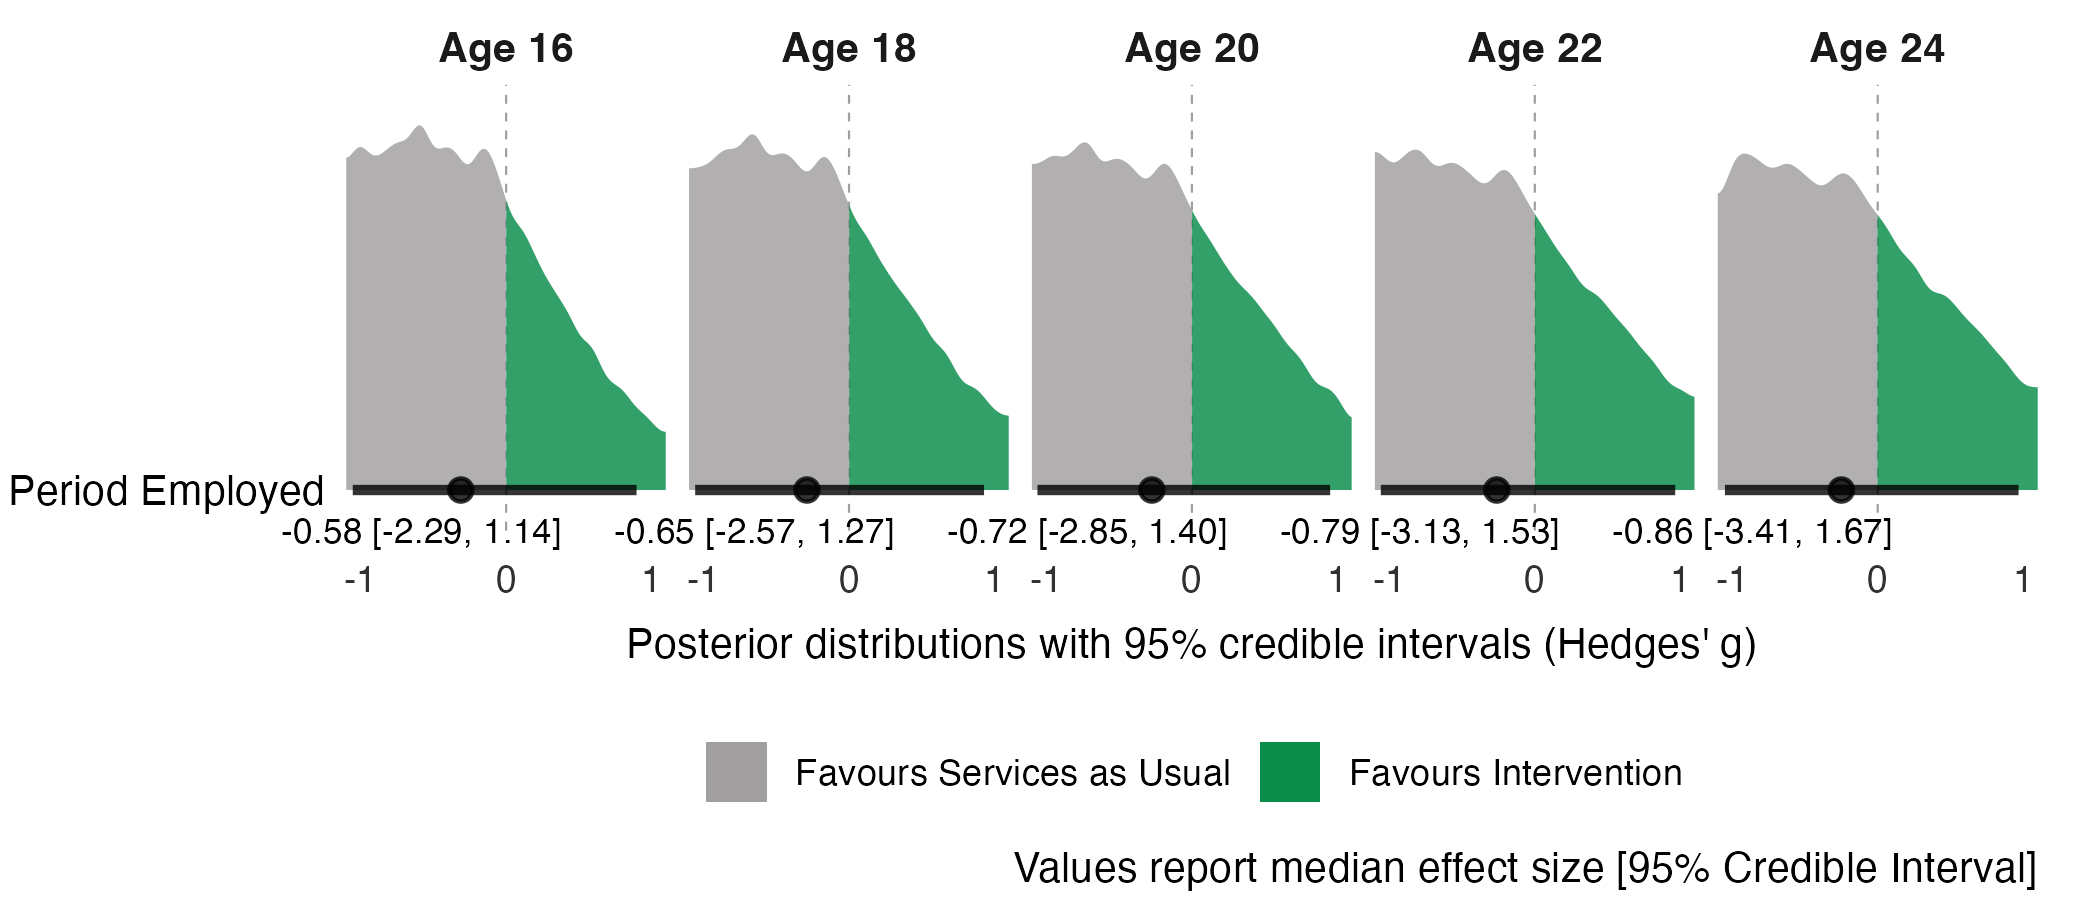 Age 16 Age 18 Age 20 Age 22 Age 24
Period Employed
-0.58 [-2.29, 1.14] -0.65 [-2.57, 1.27] -0.72 [-2.85, 1.40] -0.79 [-3.13, 1.53] -0.86 [-3.41, 1.67]
-1 0 1 -1 0 1 -1 0 1 -1 0 1 -1 0 1
Posterior distributions with 95% credible intervals (Hedges' g)
Favours Services as Usual Favours Intervention
Values report median effect size [95% Credible Interval]